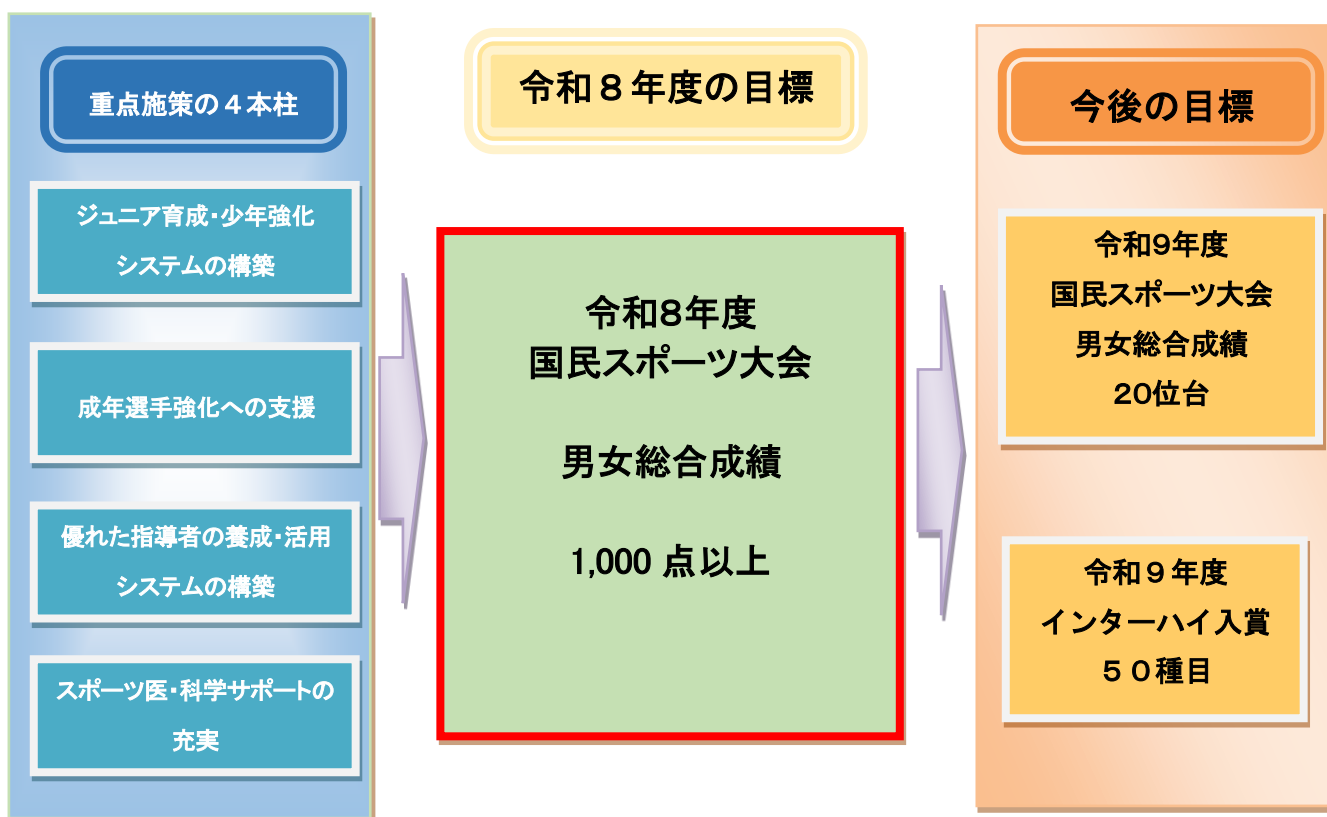 重点施策の４本柱
ジュニア育成・少年強化
システムの構築
成年選手強化への支援
優れた指導者の養成・活用
システムの構築
スポーツ医・科学サポートの
充実
令和８年度の目標
令和8年度
国民スポーツ大会
男女総合成績
1,000 点以上
今後の目標
令和9年度
国民スポーツ大会
男女総合成績
20位台
令和９年度
インターハイ入賞
５０種目